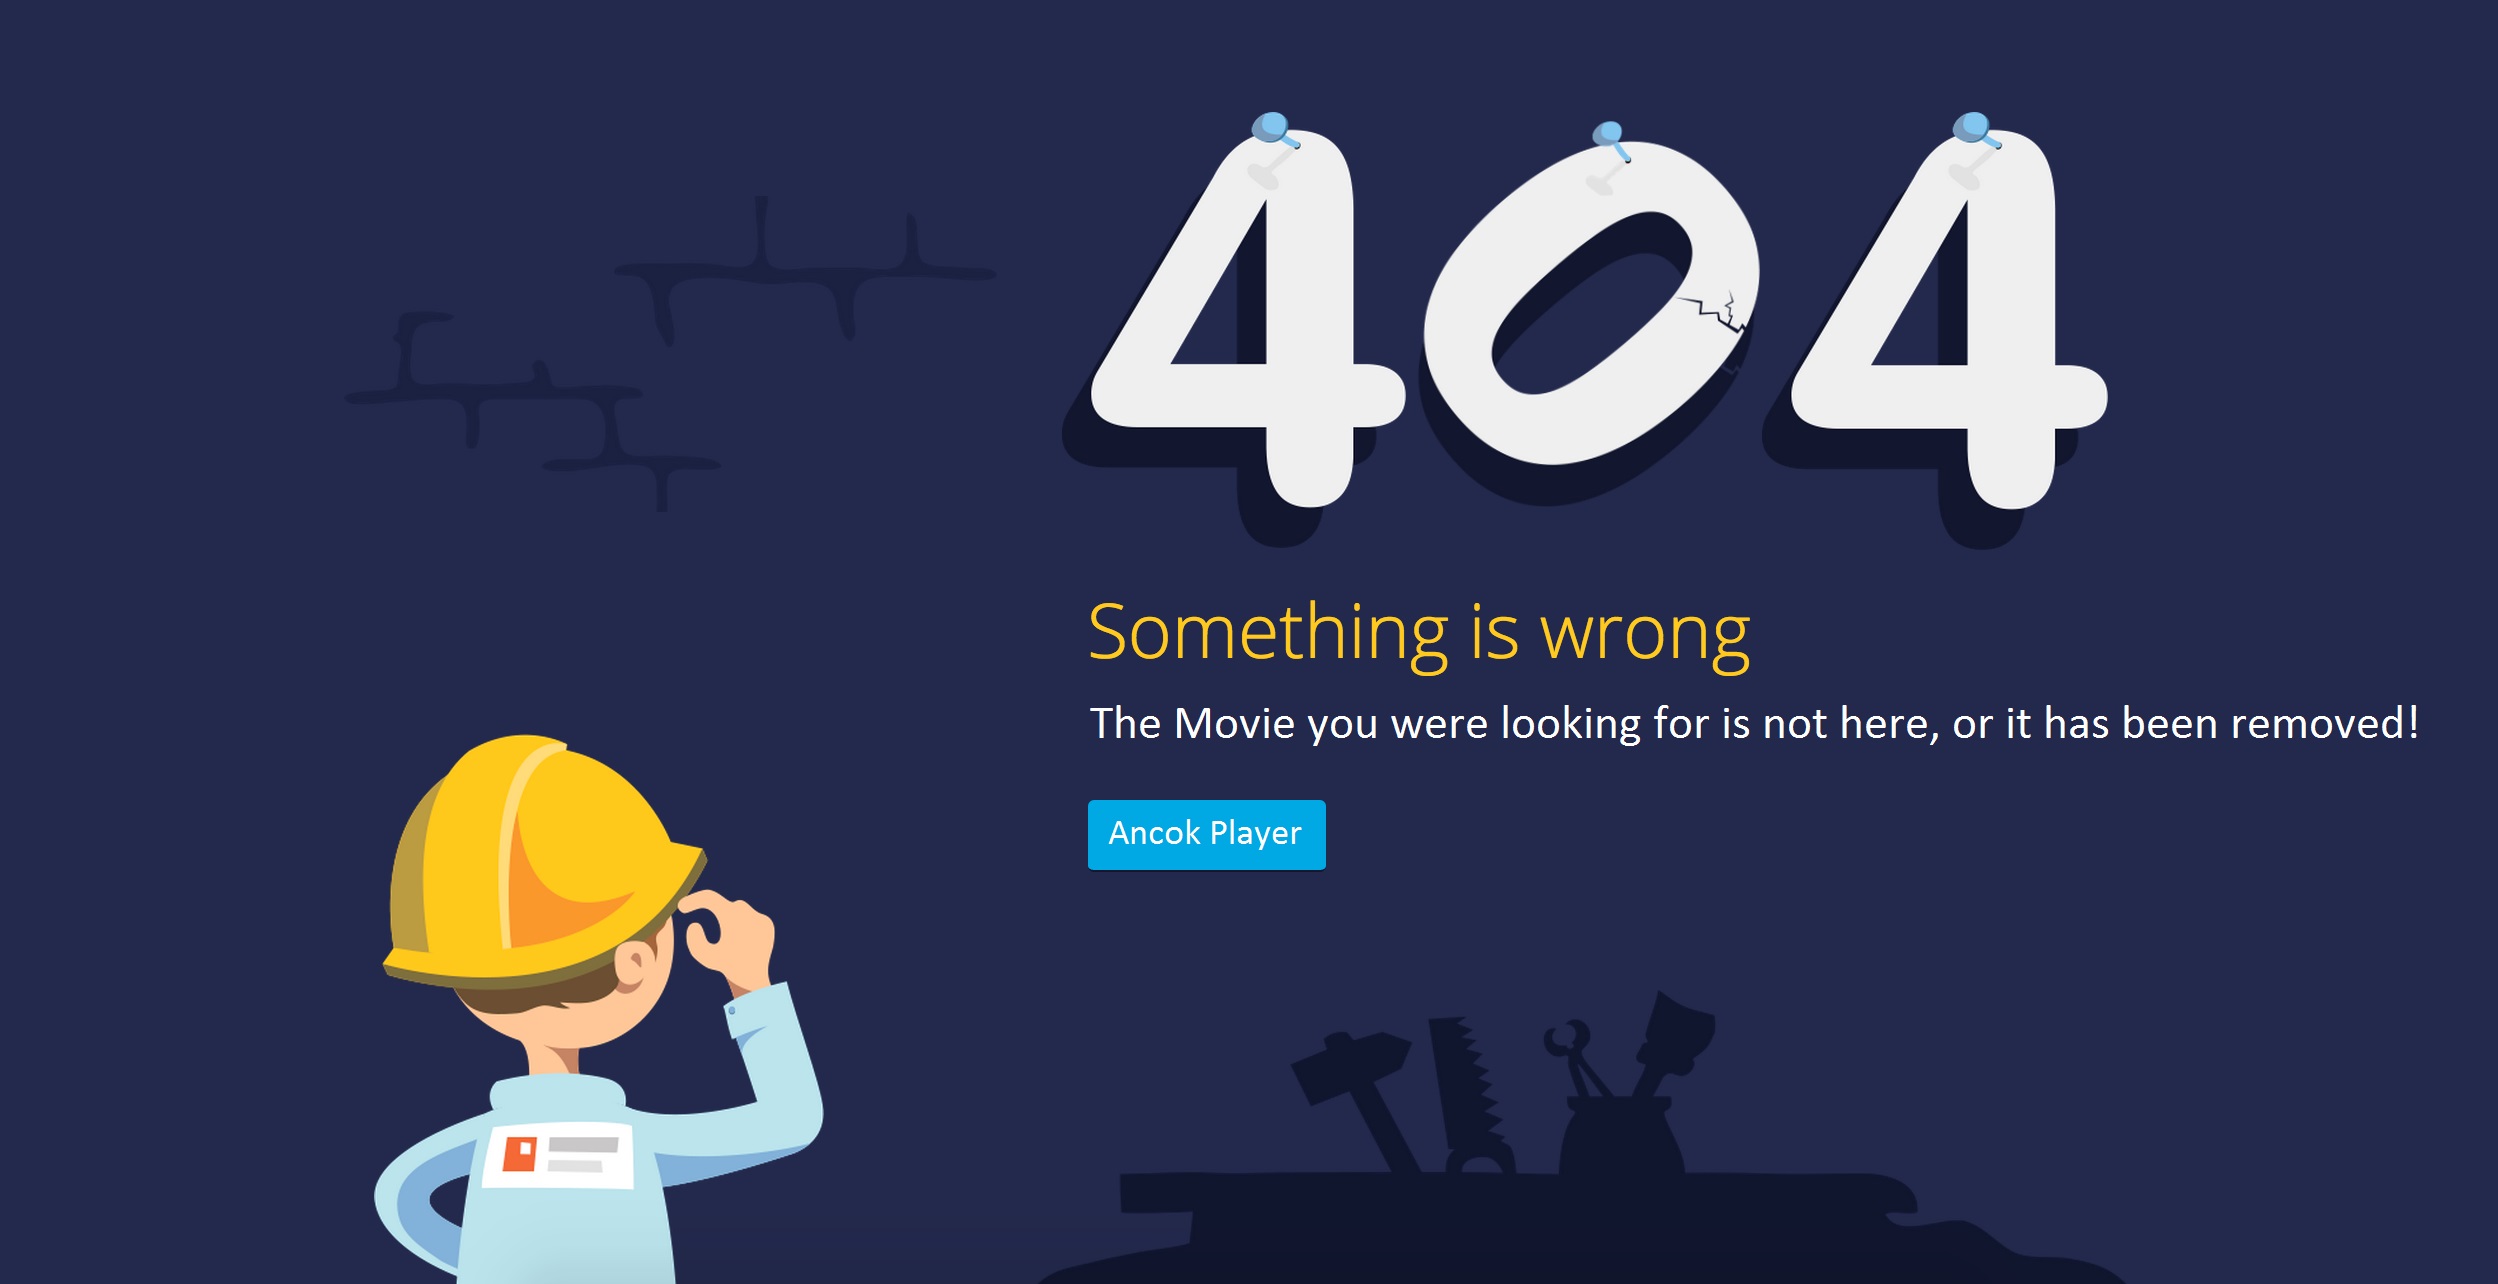 404
Something is wrong
The Movie you were looking for is not here, or it has been removed!
Ancok Player